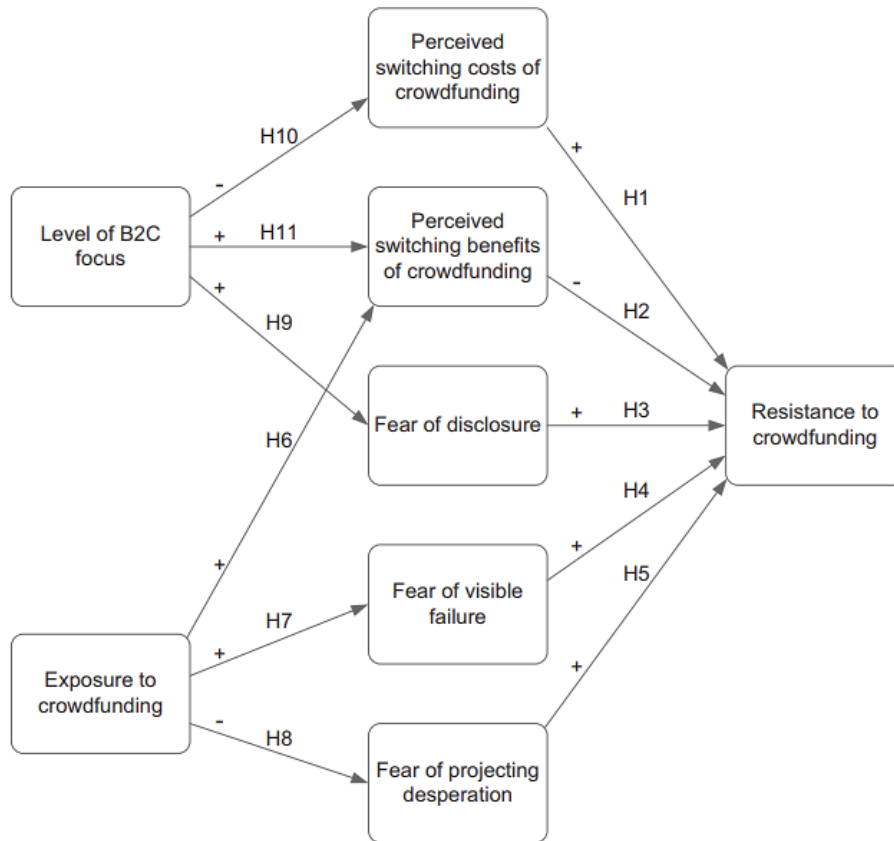 Perceived
switching costs of
crowdfunding
H10
+
-
H1
Level of B2C
focus
+
H11
Perceived
switching benefits
of crowdfunding
+
-
H9
H2
Fear of disclosure
+
H3
Resistance to
crowdfunding
H6
H4
+
+
H5
Fear of visible
failure
H7
+
+
Exposure to
crowdfunding
-
H8
Fear of projecting
desperation